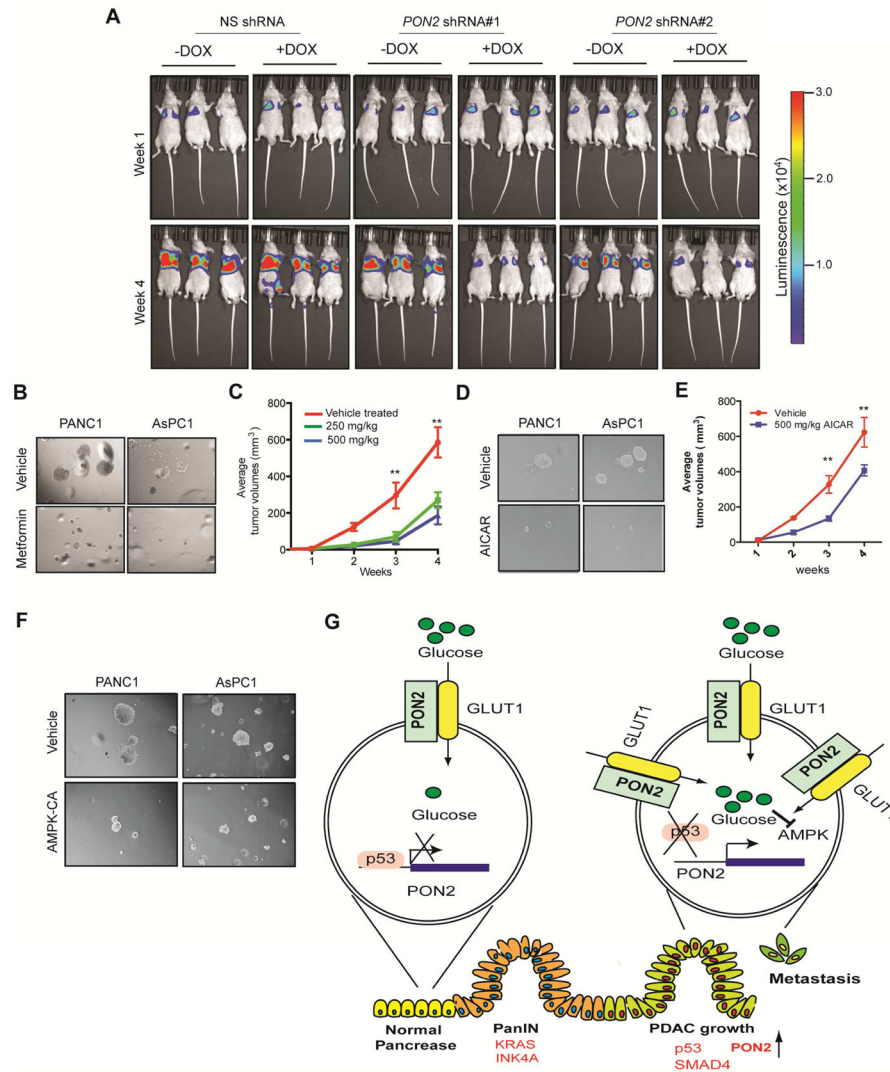 A
NS shRNA
PON2 shRNA#1
PON2 shRNA#2
-DOX
+DOX
-DOX
+DOX
-DOX
+DOX
Week 1
Week 4
3.0
2.0
1.0
Luminescence (x10⁴)
B
PANC1
AsPC1
Vehicle
Metformin
C
Vehicle treated
250 mg/kg
500 mg/kg
Average
tumor volumes (mm³)
800
600
400
200
0
**
**
1
2
3
4
Weeks
D
PANC1
AsPC1
Vehicle
AICAR
E
Vehicle
500 mg/kg AICAR
Average
tumor volumes (mm³)
800
600
400
200
0
**
**
1
2
3
4
weeks
F
PANC1
AsPC1
Vehicle
AMPK-CA
G
Glucose
PON2
GLUT1
Glucose
p53
PON2
Glucose
PON2
GLUT1
GLUT1
PON2
PON2
GLUT1
Glucose
p53
AMPK
PON2
Metastasis
Normal
Pancrease
PanIN
KRAS
INK4A
PDAC growth
p53
SMAD4
PON2